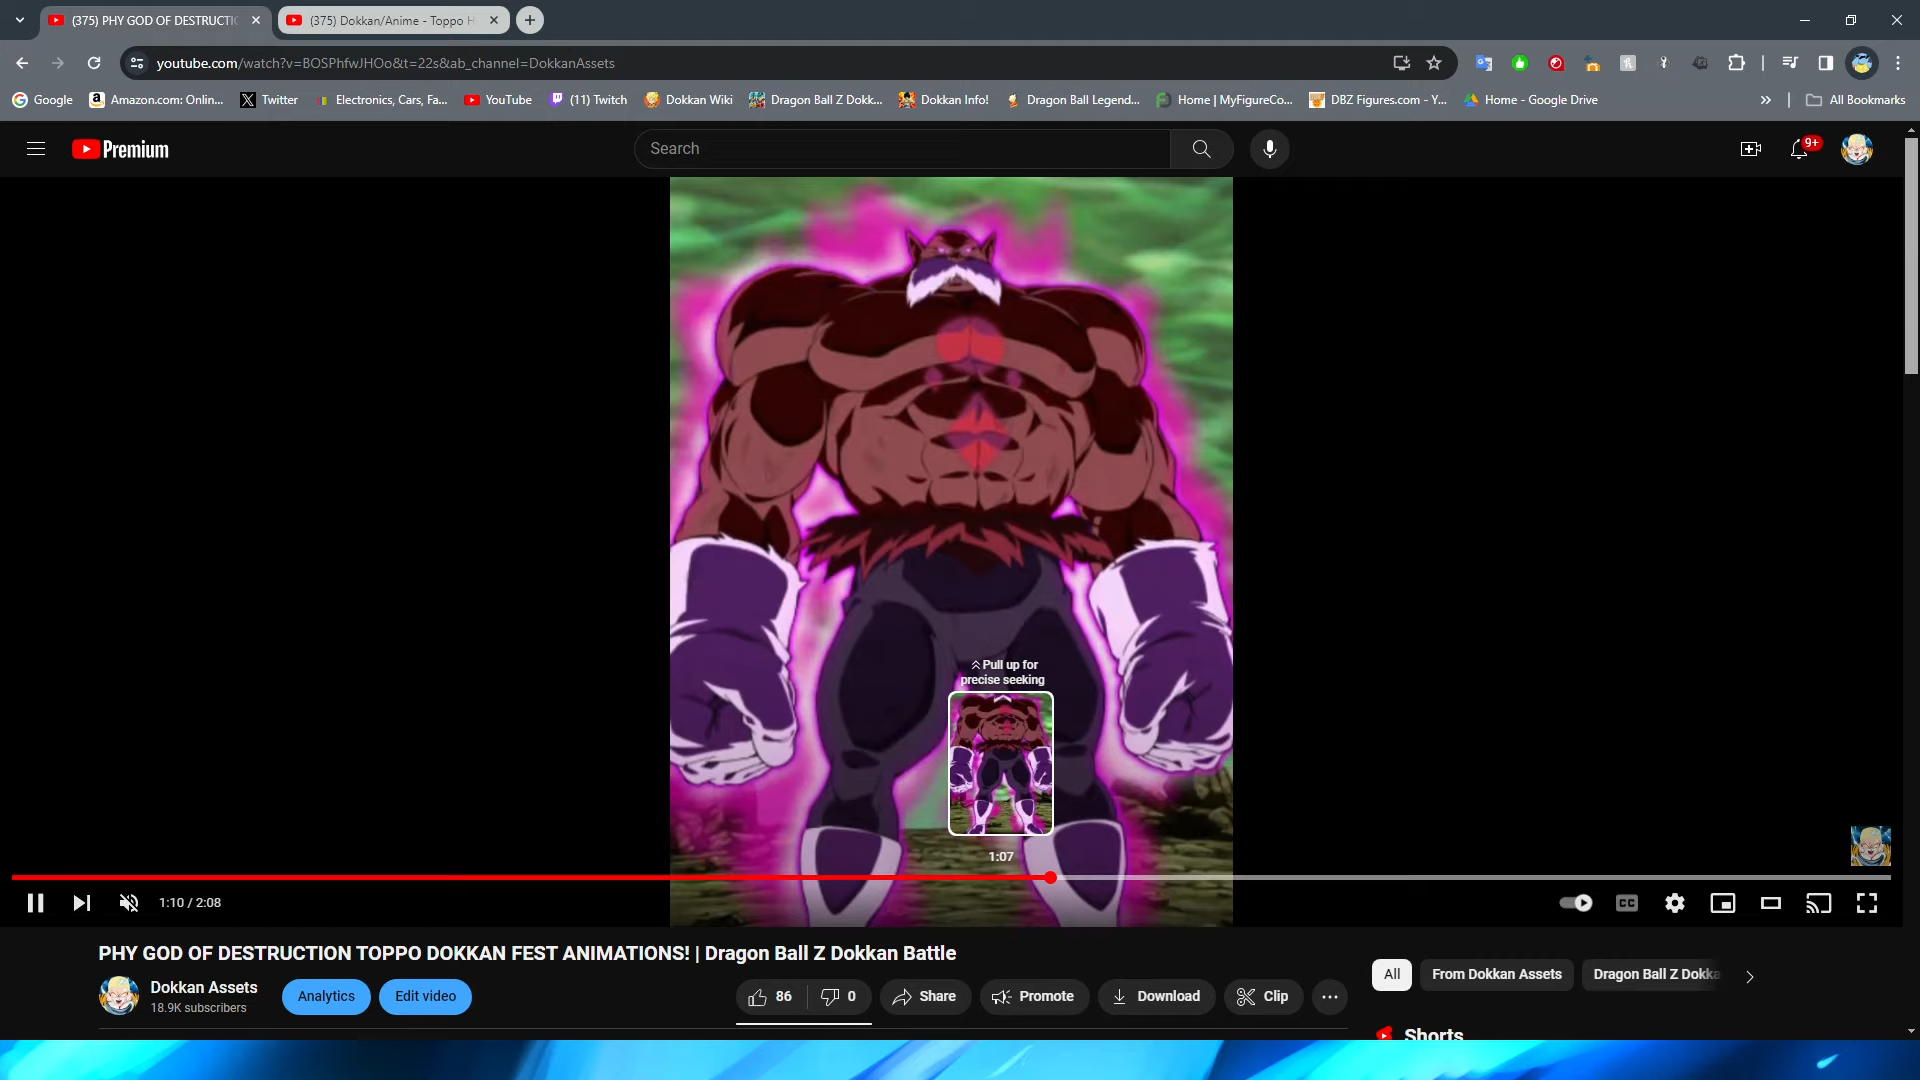 (375) PHY GOD OF DESTRUCTIO
(375) Dokkan/Anime - Toppo H
youtube.com/watch?v=BOSPhfwJHOo&t=22s&ab_channel=DokkanAssets
Google
Amazon.com: Onlin...
Twitter
Electronics, Cars, Fa...
YouTube
(11) Twitch
Dokkan Wiki
Dragon Ball Z Dokk...
Dokkan Info!
Dragon Ball Legend...
Home | MyFigureCo...
DBZ Figures.com - Y...
Home - Google Drive
All Bookmarks
Premium
Search
9+
Pull up for
precise seeking
1:07
1:10 / 2:08
CC
PHY GOD OF DESTRUCTION TOPPO DOKKAN FEST ANIMATIONS! | Dragon Ball Z Dokkan Battle
Dokkan Assets
18.9K subscribers
Analytics
Edit video
86
0
Share
Promote
Download
Clip
All
From Dokkan Assets
Dragon Ball Z Dokka
Shorts